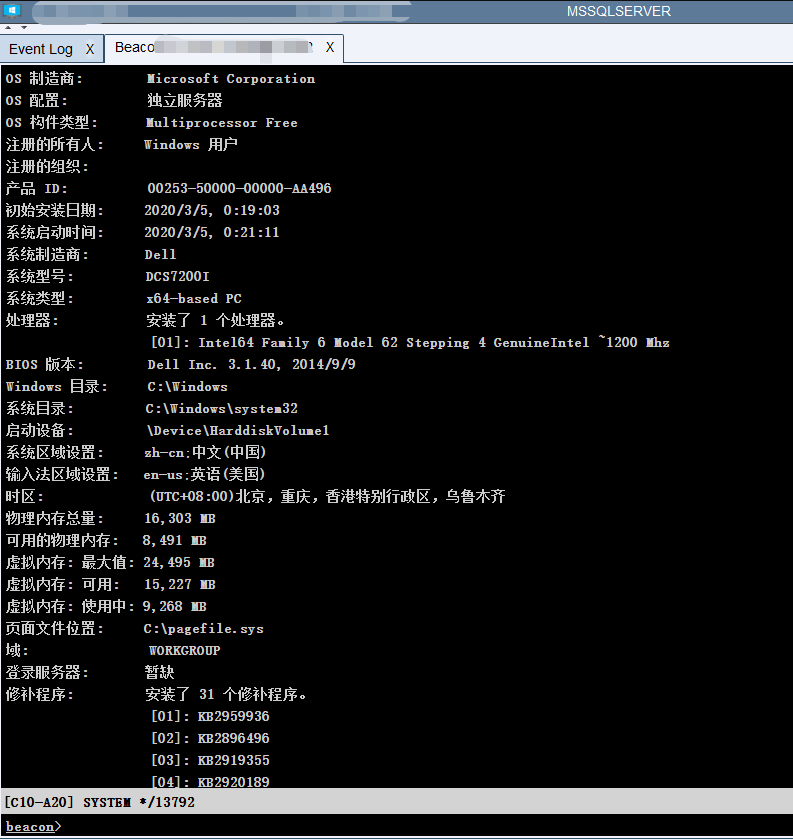 MSSQLSERVER
Event Log X
Beaco X
OS 制造商: Microsoft Corporation
OS 配置: 独立服务器
OS 构件类型: Multiprocessor Free
注册的所有人: Windows 用户
注册的组织:
产品 ID: 00253-50000-00000-AA496
初始安装日期: 2020/3/5, 0:19:03
系统启动时间: 2020/3/5, 0:21:11
系统制造商: Dell
系统型号: DCS7200I
系统类型: x64-based PC
处理器: 安装了 1 个处理器。
[01]: Intel64 Family 6 Model 62 Stepping 4 GenuineIntel ~1200 Mhz
BIOS 版本: Dell Inc. 3.1.40, 2014/9/9
Windows 目录: C:\Windows
系统目录: C:\Windows\system32
启动设备: \Device\HarddiskVolume1
系统区域设置: zh-cn;中文(中国)
输入法区域设置: en-us;英语(美国)
时区: (UTC+08:00)北京，重庆，香港特别行政区，乌鲁木齐
物理内存总量: 16,303 MB
可用的物理内存: 8,491 MB
虚拟内存: 最大值: 24,495 MB
虚拟内存: 可用: 15,227 MB
虚拟内存: 使用中: 9,268 MB
页面文件位置: C:\pagefile.sys
域: WORKGROUP
登录服务器: 暂缺
修补程序: 安装了 31 个修补程序。
[01]: KB2959936
[02]: KB2896496
[03]: KB2919355
[04]: KB2920189
[C10-A20] SYSTEM */13792
beacon>